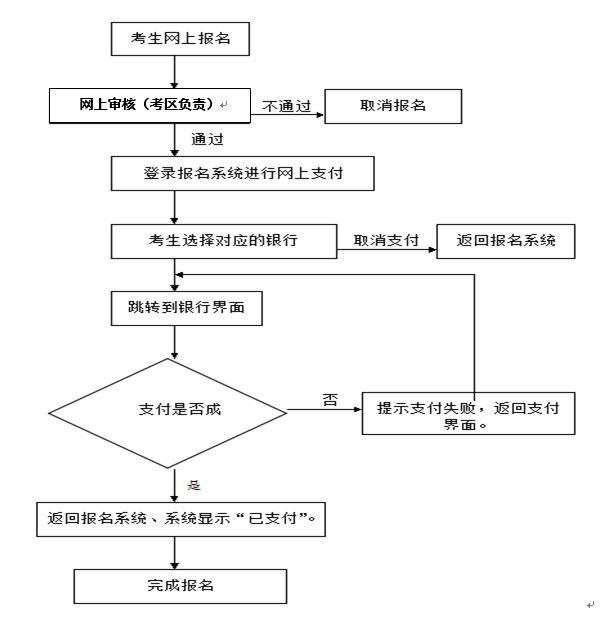 考生网上报名
网上审核（考区负责）
不通过
取消报名
通过
登录报名系统进行网上支付
考生选择对应的银行
取消支付
返回报名系统
跳转到银行界面
支付是否成
否
提示支付失败，返回支付
界面。
是
返回报名系统、系统显示“已支付”。
完成报名